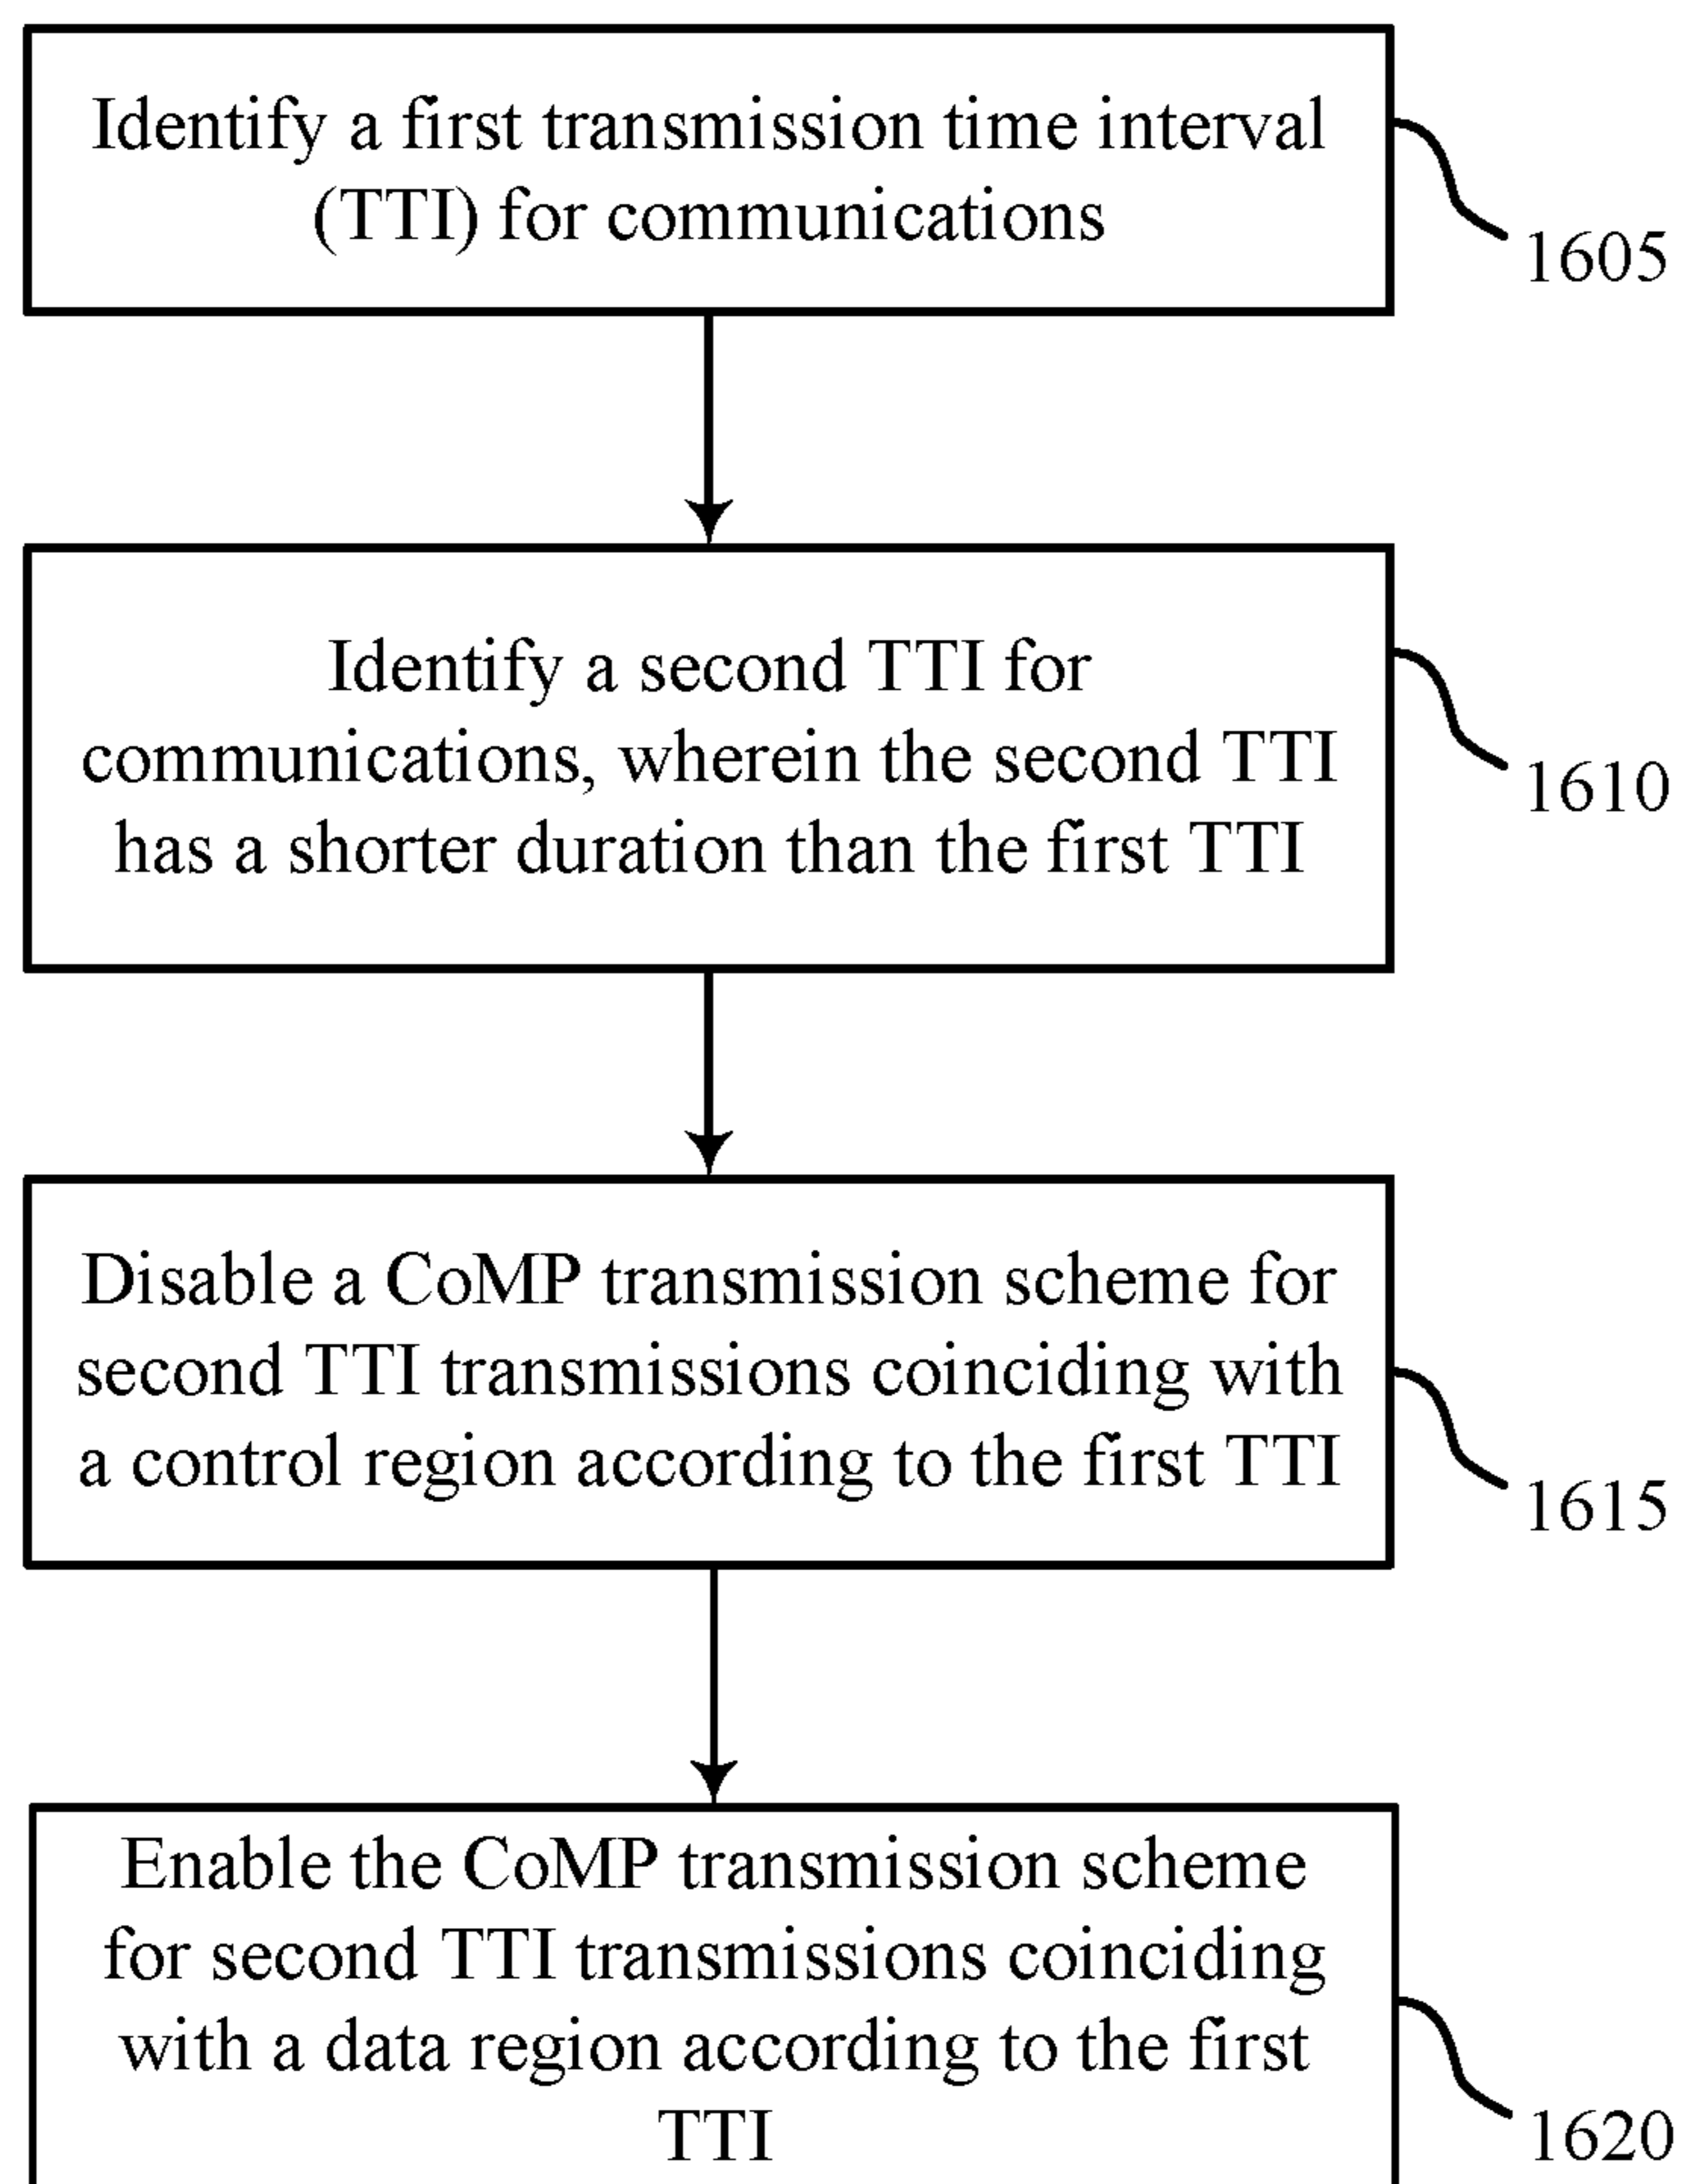 Identify a first transmission time interval
(TTI) for communications
1605
Identify a second TTI for
communications, wherein the second TTI
has a shorter duration than the first TTI
1610
Disable a CoMP transmission scheme for
second TTI transmissions coinciding with
a control region according to the first TTI
1615
Enable the CoMP transmission scheme
for second TTI transmissions coinciding
with a data region according to the first
TTI
1620